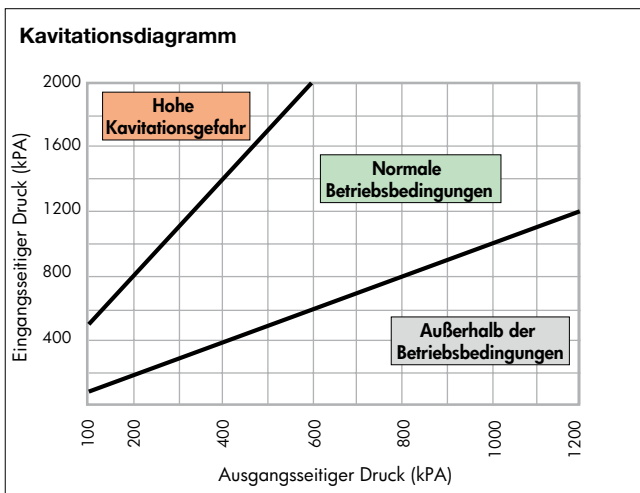 Kavitationsdiagramm
Eingangsseitiger Druck (kPA)
2000
1600
1200
800
400
Hohe
Kavitationsgefahr
Normale
Betriebsbedingungen
Außerhalb der
Betriebsbedingungen
100
200
400
600
800
1000
1200
Ausgangsseitiger Druck (kPA)